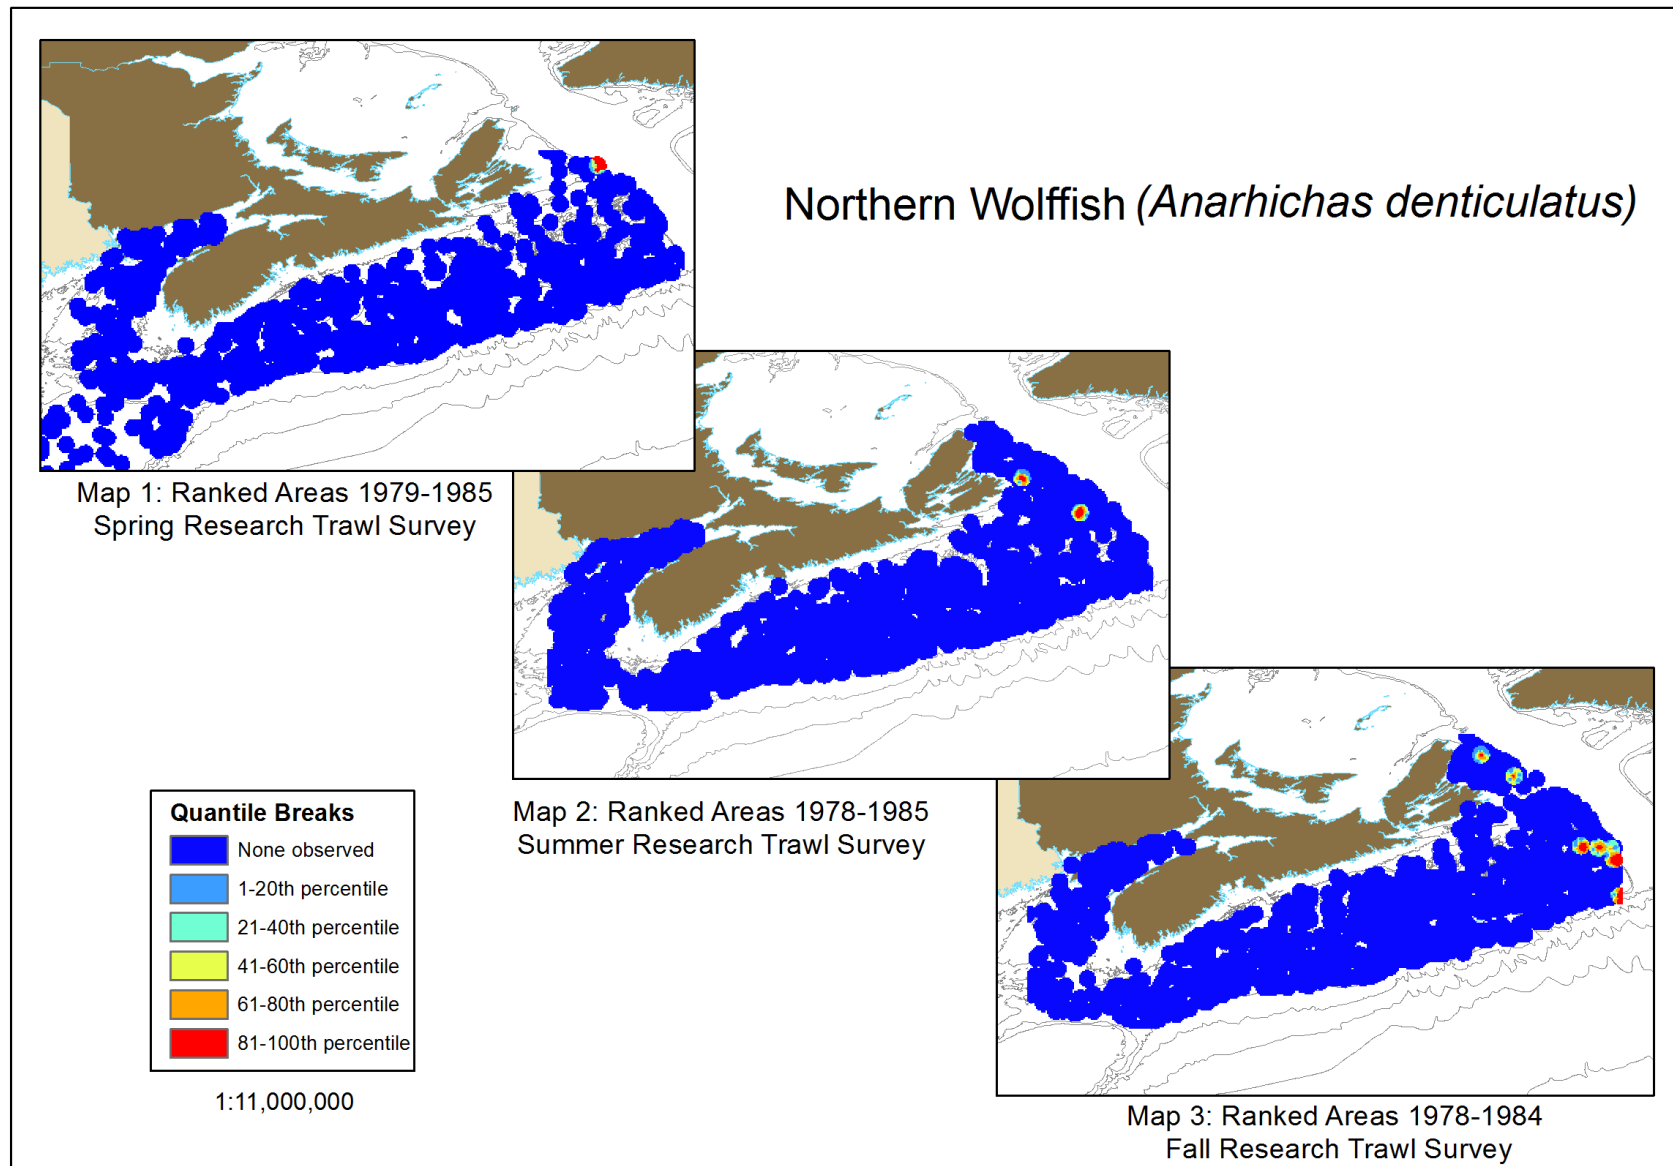 Northern Wolffish (Anarhichas denticulatus)
Map 1: Ranked Areas 1979-1985
Spring Research Trawl Survey
Map 2: Ranked Areas 1978-1985
Summer Research Trawl Survey
Quantile Breaks
None observed
1-20th percentile
21-40th percentile
41-60th percentile
61-80th percentile
81-100th percentile
1:11,000,000
Map 3: Ranked Areas 1978-1984
Fall Research Trawl Survey